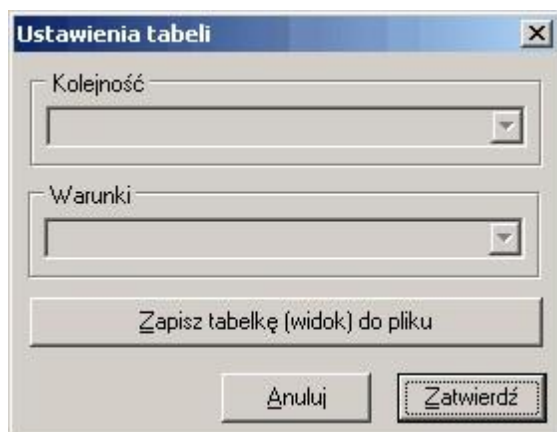 Ustawienia tabeli
Kolejność
Warunki
Zapisz tabelkę (widok) do pliku
Anuluj
Zatwierdź